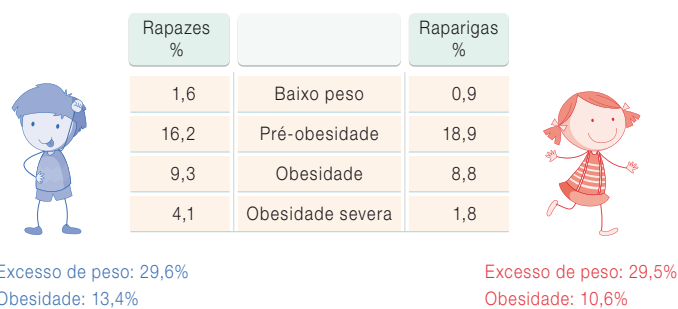 Rapazes
%
Raparigas
%
1,6 Baixo peso 0,9
16,2 Pré-obesidade 18,9
9,3 Obesidade 8,8
4,1 Obesidade severa 1,8
Excesso de peso: 29,6%
Obesidade: 13,4%
Excesso de peso: 29,5%
Obesidade: 10,6%